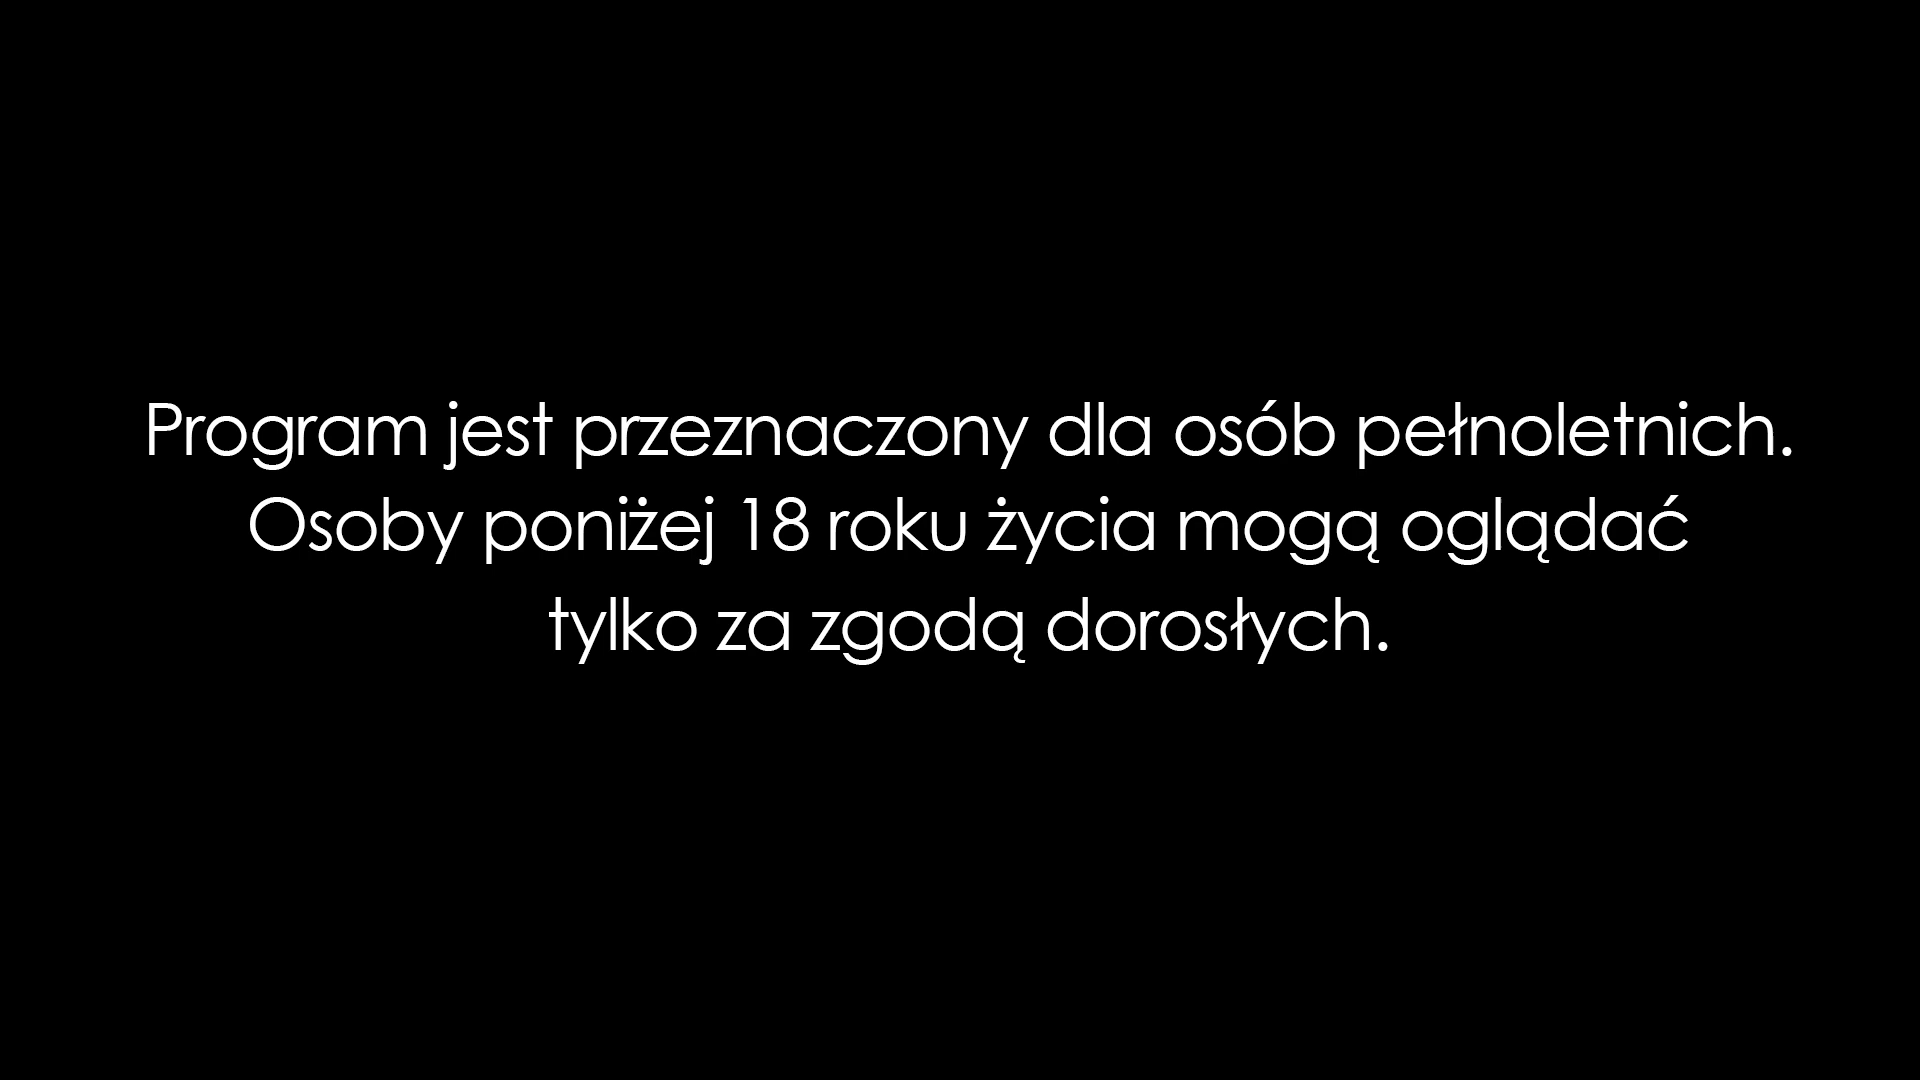 Program jest przeznaczony dla osób pełnoletnich.
Osoby poniżej 18 roku życia mogą oglądać
tylko za zgodą dorosłych.